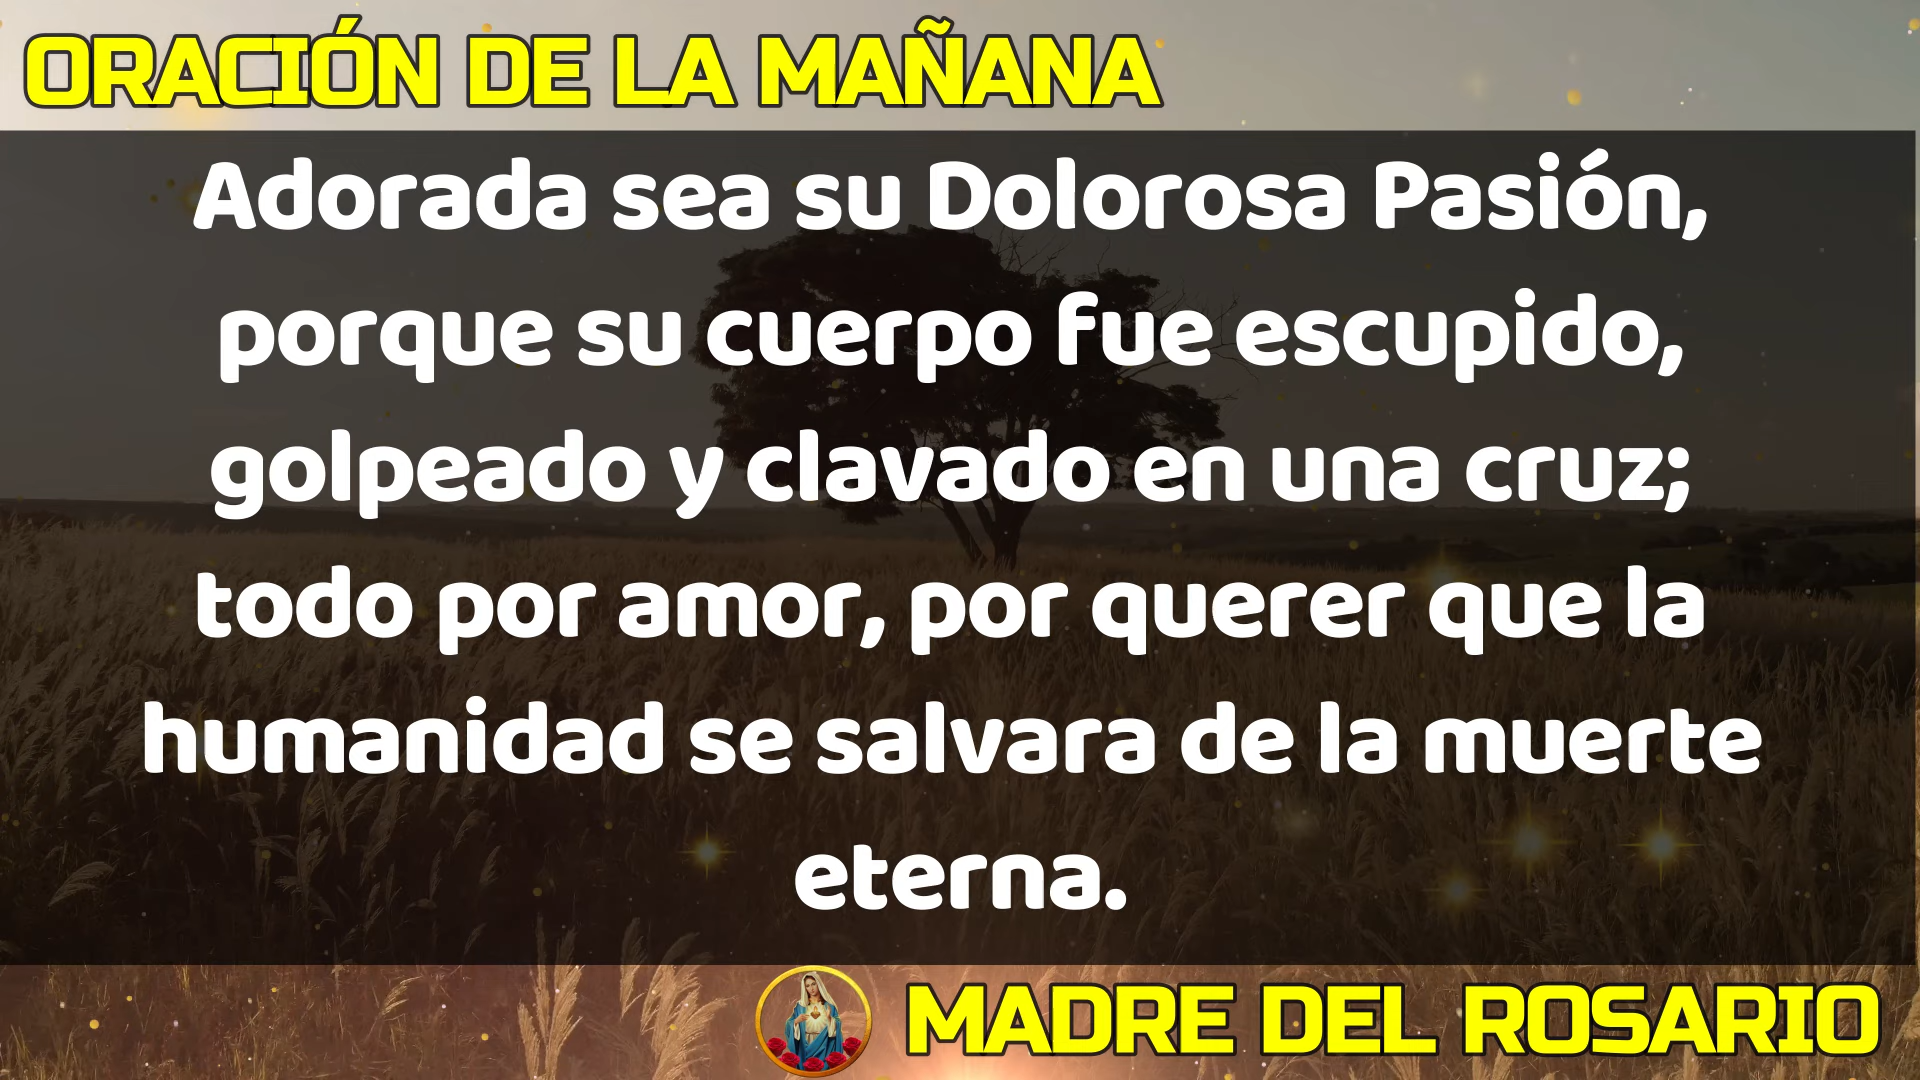 ORACIÓN DE LA MAÑANA
Adorada sea su Dolorosa Pasión,
porque su cuerpo fue escupido,
golpeado y clavado en una cruz;
todo por amor, por querer que la
humanidad se salvara de la muerte
eterna.
MADRE DEL ROSARIO